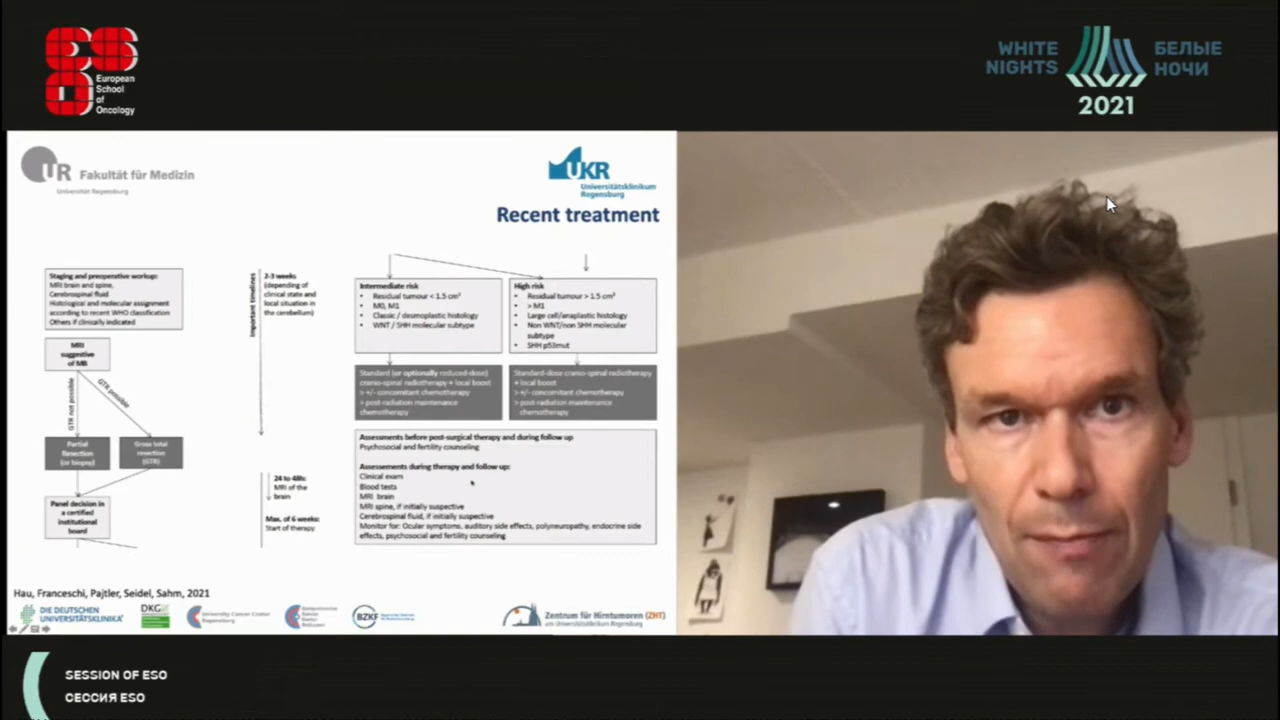 European
School
of
Oncology
WHITE
NIGHTS
БЕЛЫЕ
НОЧИ
2021
UR Fakultät für Medizin
Universität Regensburg
UKR
Universitätsklinikum
Regensburg
Recent treatment
Staging and preoperative workup:
MRI brain and spine,
Cerebrospinal fluid
Histological and molecular assignment
according to recent WHO classification
Others if clinically indicated
MRI
suggestive
of MB
GTR not possible
GTR possible
Partial
Resection
(or biopsy)
Gross total
resection
(GTR)
Panel decision in
a certified
institutional
board
Important timelines
2-3 weeks
(depending of
clinical state and
local situation in
the cerebellum)
24 to 48h:
MRI of the
brain
Max. of 6 weeks:
Start of therapy
Intermediate risk
• Residual tumour < 1.5 cm²
• M0, M1
• Classic / desmoplastic histology
• WNT / SHH molecular subtype
High risk
• Residual tumour > 1.5 cm²
• > M1
• Large cell/anaplastic histology
• Non WNT/non SHH molecular
subtype
• SHH p53mut
Standard (or optionally reduced-dose)
cranio-spinal radiotherapy + local boost
> +/- concomitant chemotherapy
> post-radiation maintenance
chemotherapy
Standard-dose cranio-spinal radiotherapy
+ local boost
> +/- concomitant chemotherapy
> post-radiation maintenance
chemotherapy
Assessments before post-surgical therapy and during follow up
Psychosocial and fertility counseling
Assessments during therapy and follow up:
Clinical exam
Blood tests
MRI brain
MRI spine, if initially suspective
Cerebrospinal fluid, if initially suspective
Monitor for: Ocular symptoms, auditory side effects, polyneuropathy, endocrine side
effects, psychosocial and fertility counseling
Hau, Franceschi, Pajtler, Seidel, Sahm, 2021
DIE DEUTSCHEN
UNIVERSITÄTSKLINIKA
DKG
University Cancer Center
Regensburg
BZKF
Zentrum für Hirntumoren (ZHT)
am Universitätsklinikum Regensburg
SESSION OF ESO
СЕССИЯ ESO